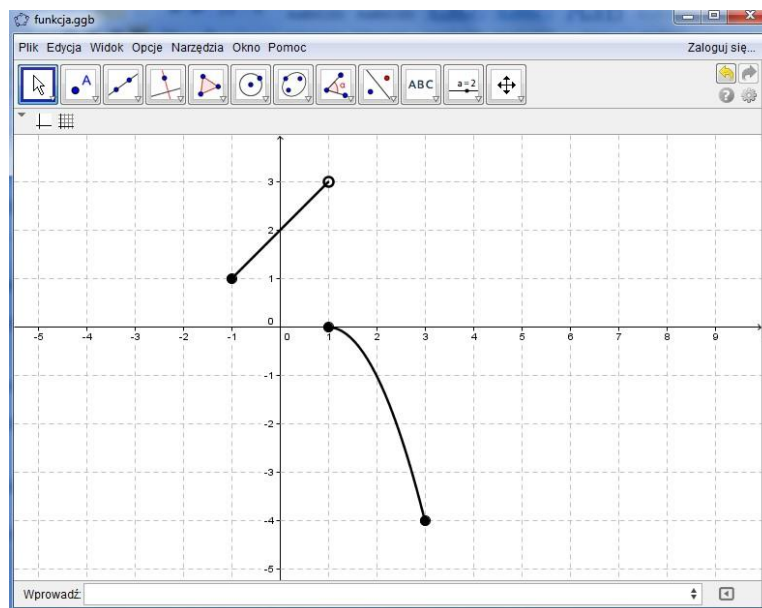 funkcja.ggb
Plik Edycja Widok Opcje Narzędzia Okno Pomoc
Zaloguj się...
A
α
ABC
a=2
3
2
1
0
-5 -4 -3 -2 -1 0 1 2 3 4 5 6 7 8 9
-1
-2
-3
-4
-5
Wprowadź: